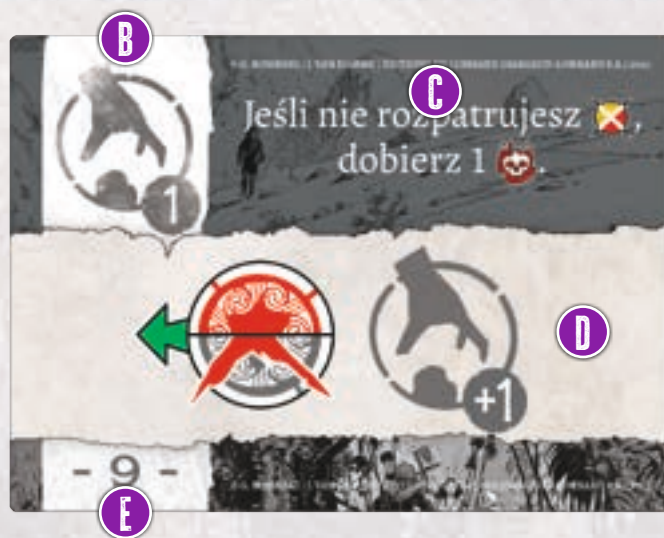 B
C
1
Jeśli nie rozpatrujesz ,
dobierz 1 .
D
+1
- 9 -
E